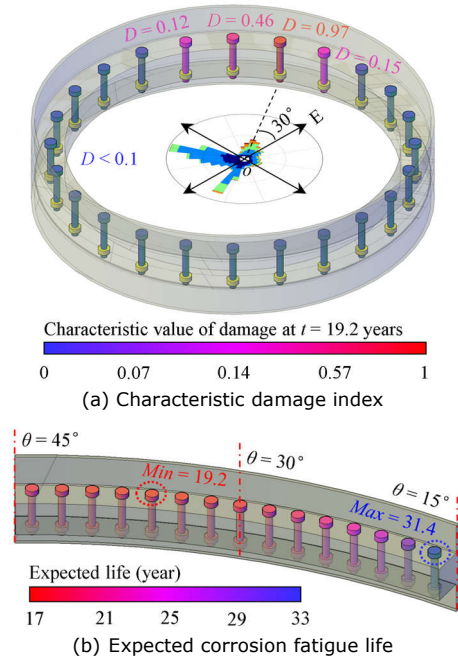 D = 0.12
D = 0.46
D = 0.97
D = 0.15
30°
E
D < 0.1
o
Characteristic value of damage at t = 19.2 years
0 0.07 0.14 0.57 1
(a) Characteristic damage index
θ = 45°
Min = 19.2
θ = 30°
θ = 15°
Max = 31.4
Expected life (year)
17 21 25 29 33
(b) Expected corrosion fatigue life